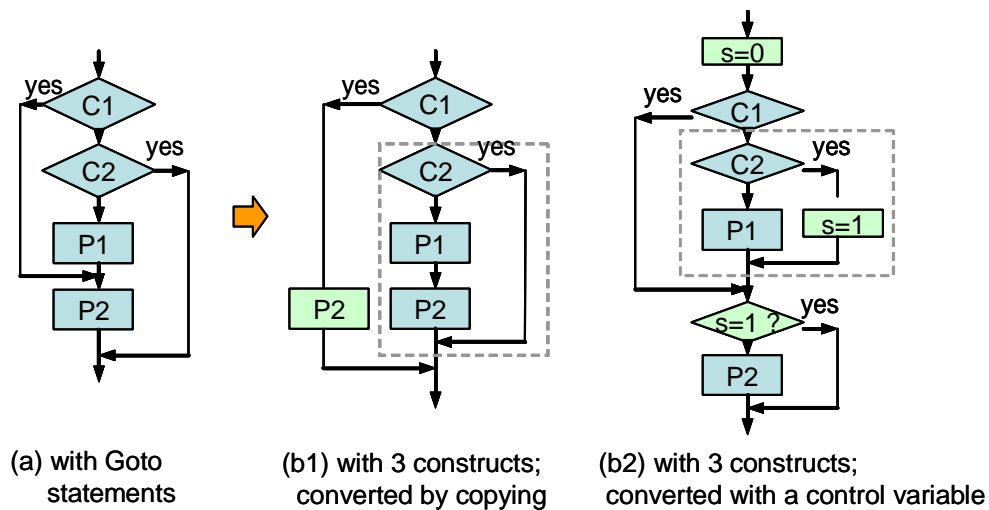 yes
C1
yes
C2
P1
P2
(a) with Goto
statements
yes
C1
yes
C2
P1
P2
P2
(b1) with 3 constructs;
converted by copying
s=0
yes
C1
yes
C2
P1
s=1
yes
s=1 ?
P2
(b2) with 3 constructs;
converted with a control variable